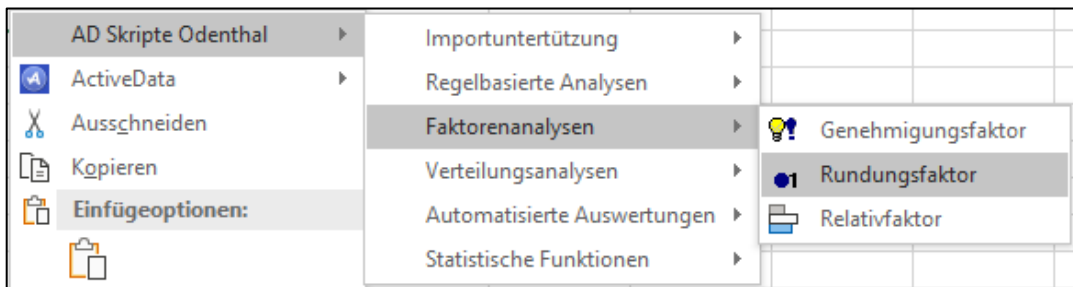 AD Skripte Odenthal
ActiveData
Ausschneiden
Kopieren
Einfügeoptionen:
Importuntertützung
Regelbasierte Analysen
Faktorenanalysen
Verteilungsanalysen
Automatisierte Auswertungen
Statistische Funktionen
Genehmigungsfaktor
Rundungsfaktor
Relativfaktor